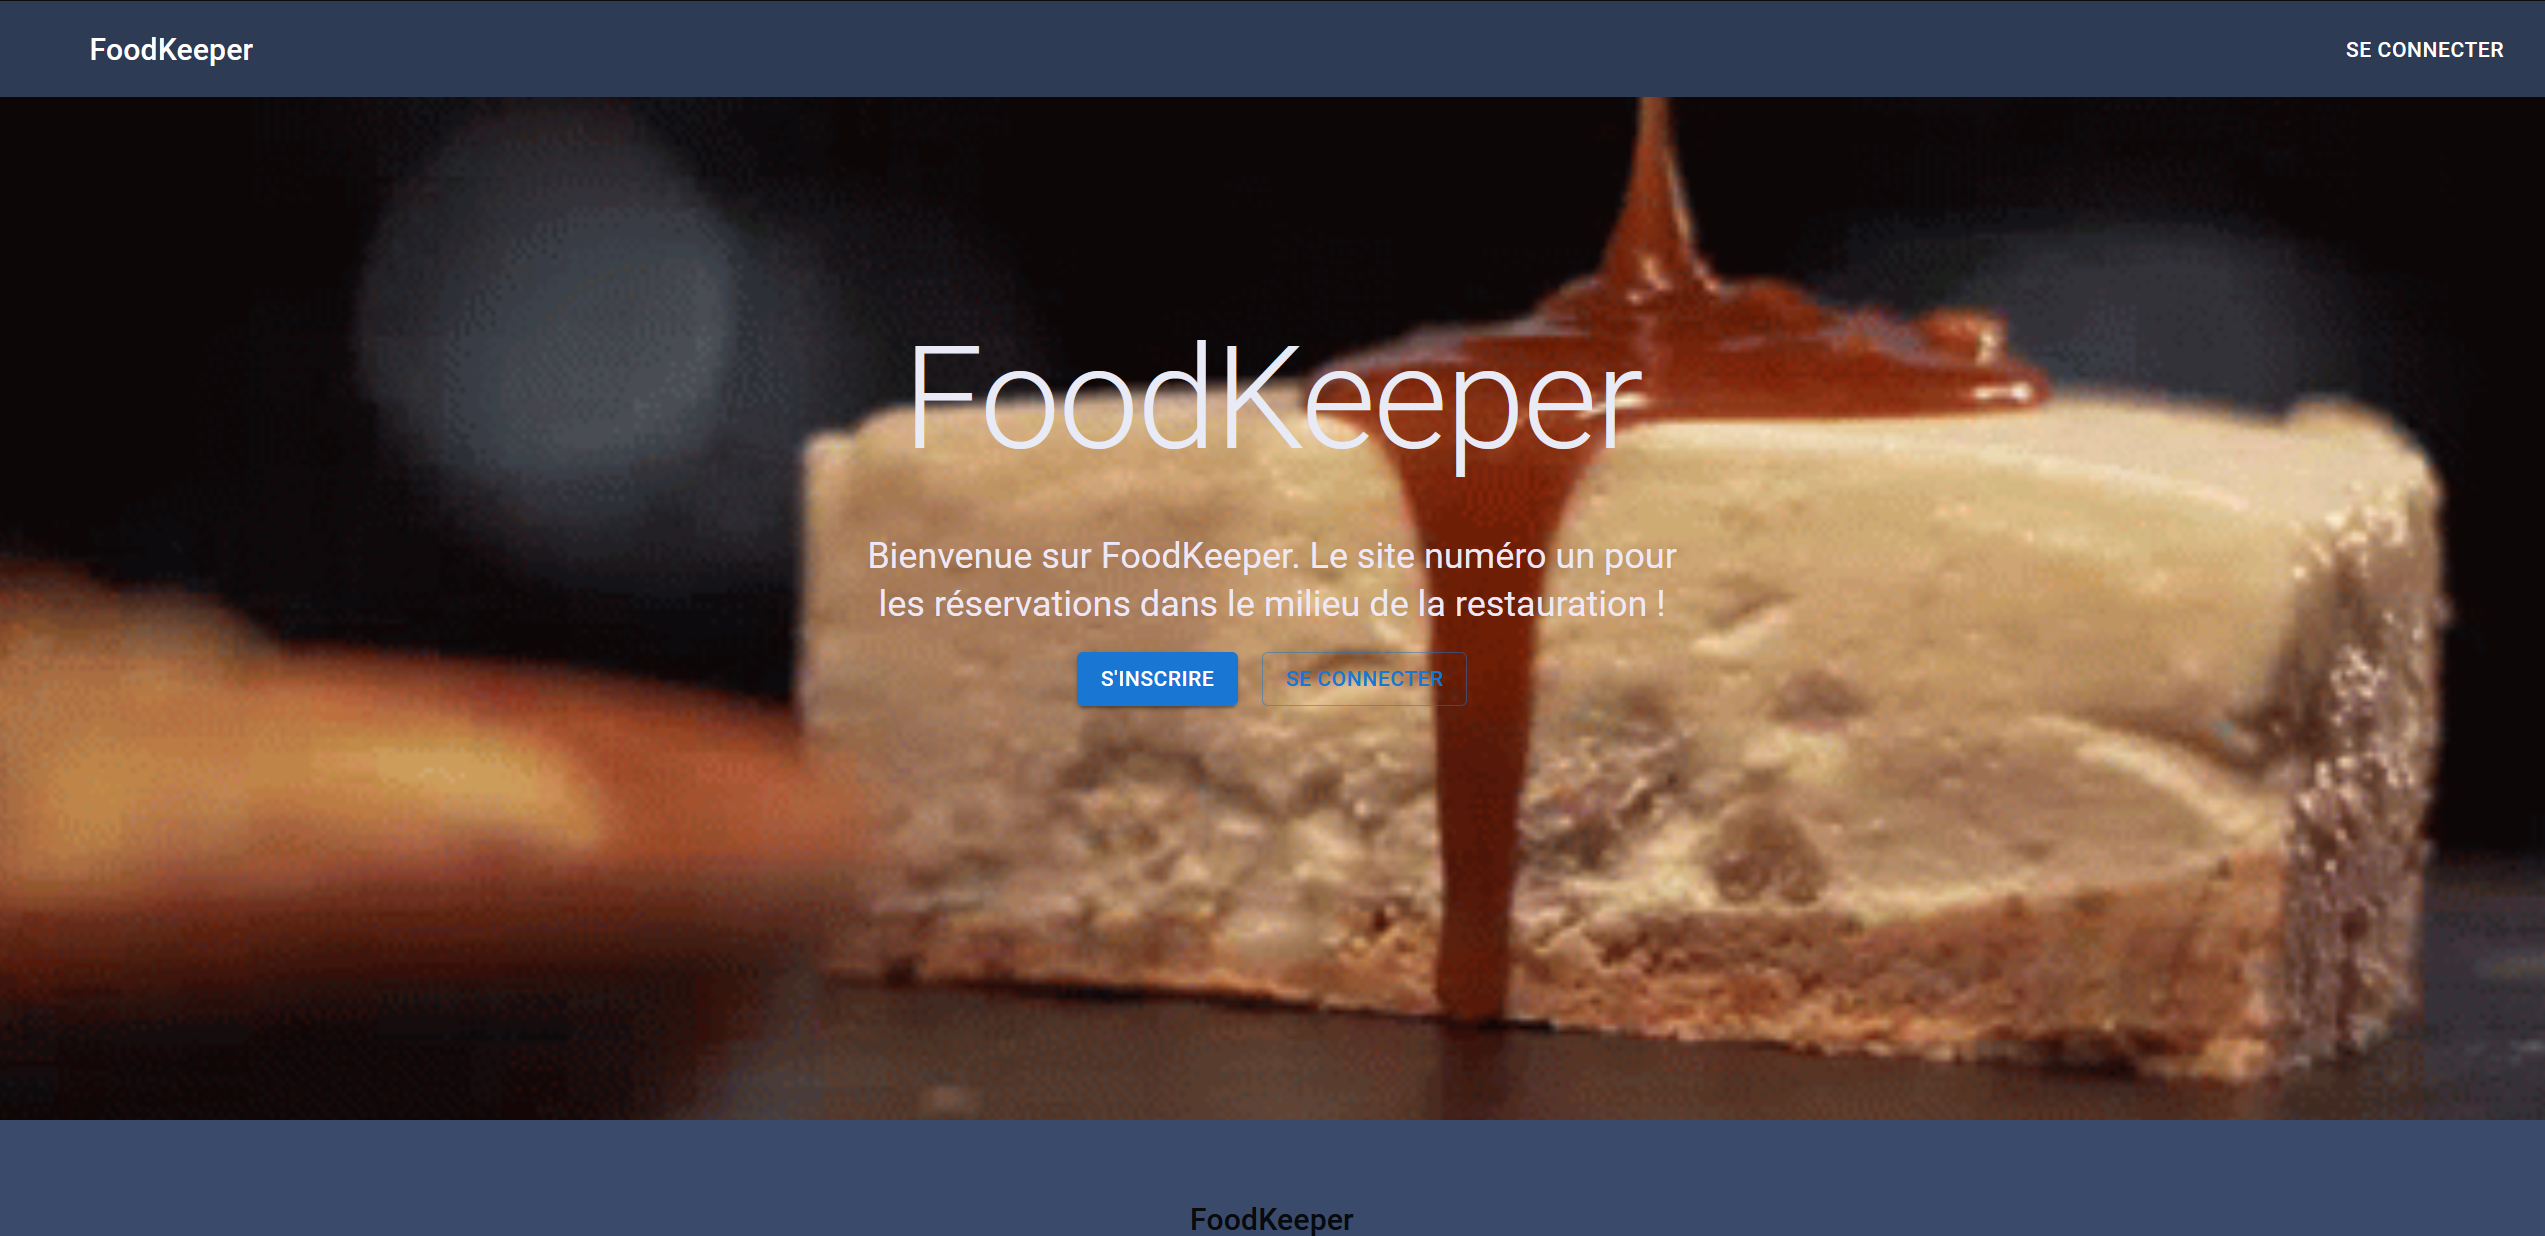 FoodKeeper
SE CONNECTER
FoodKeeper
Bienvenue sur FoodKeeper. Le site numéro un pour
les réservations dans le milieu de la restauration !
S'INSCRIRE
SE CONNECTER
FoodKeeper